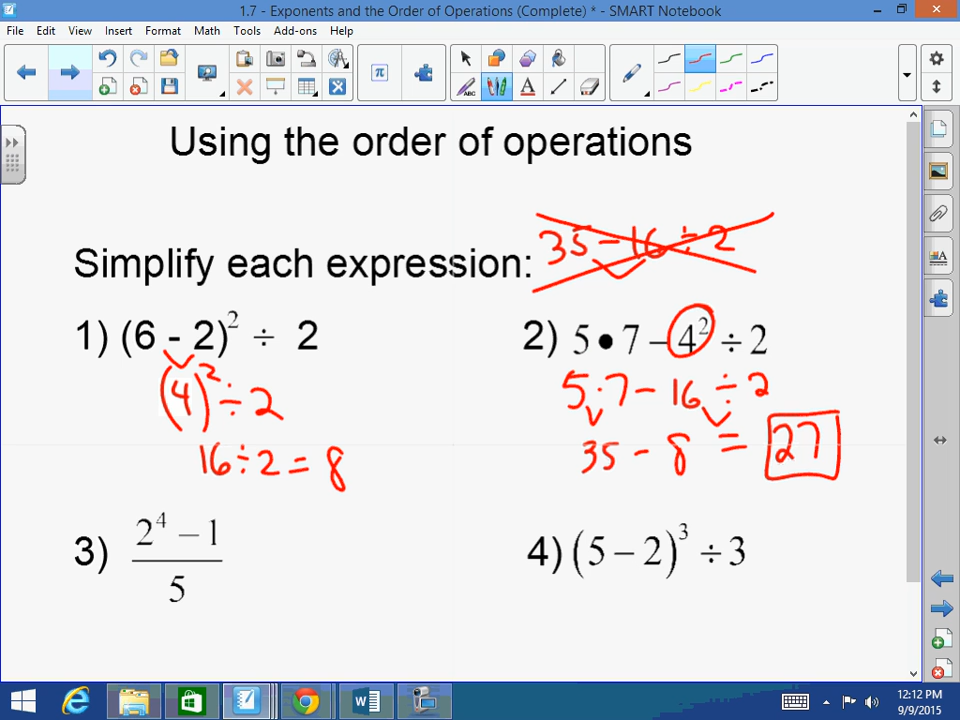 1.7 - Exponents and the Order of Operations (Complete) * - SMART Notebook
File Edit View Insert Format Math Tools Add-ons Help
π
ABC
A
Using the order of operations
35 - 16 ÷ 2
Simplify each expression:
1) (6 - 2)² ÷ 2
(4)² ÷ 2
16 ÷ 2 = 8
2) 5 • 7 – 4² ÷ 2
5 · 7 - 16 ÷ 2
35 - 8 = 27
3) (2⁴ – 1) / 5
4) (5 – 2)³ ÷ 3
12:12 PM
9/9/2015